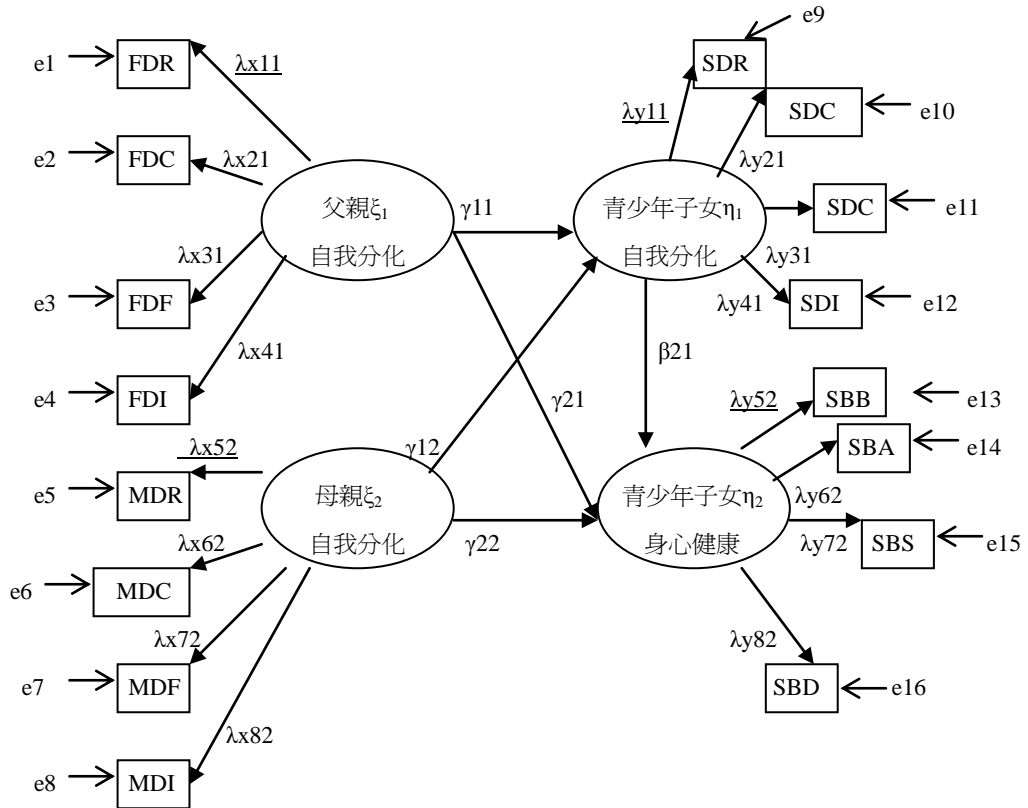 e9
e1
FDR
λx11
SDR
λy11
SDC
e10
e2
FDC
λx21
λy21
父親ξ1
自我分化
γ11
青少年子女η1
自我分化
SDC
e11
λx31
λy31
e3
FDF
λy41
SDI
e12
λx41
β21
e4
FDI
γ21
λy52
SBB
e13
SBA
e14
γ12
λx52
e5
MDR
母親ξ2
自我分化
γ22
青少年子女η2
身心健康
λy62
λy72
SBS
e15
λx62
e6
MDC
λx72
λy82
e7
MDF
SBD
e16
λx82
e8
MDI